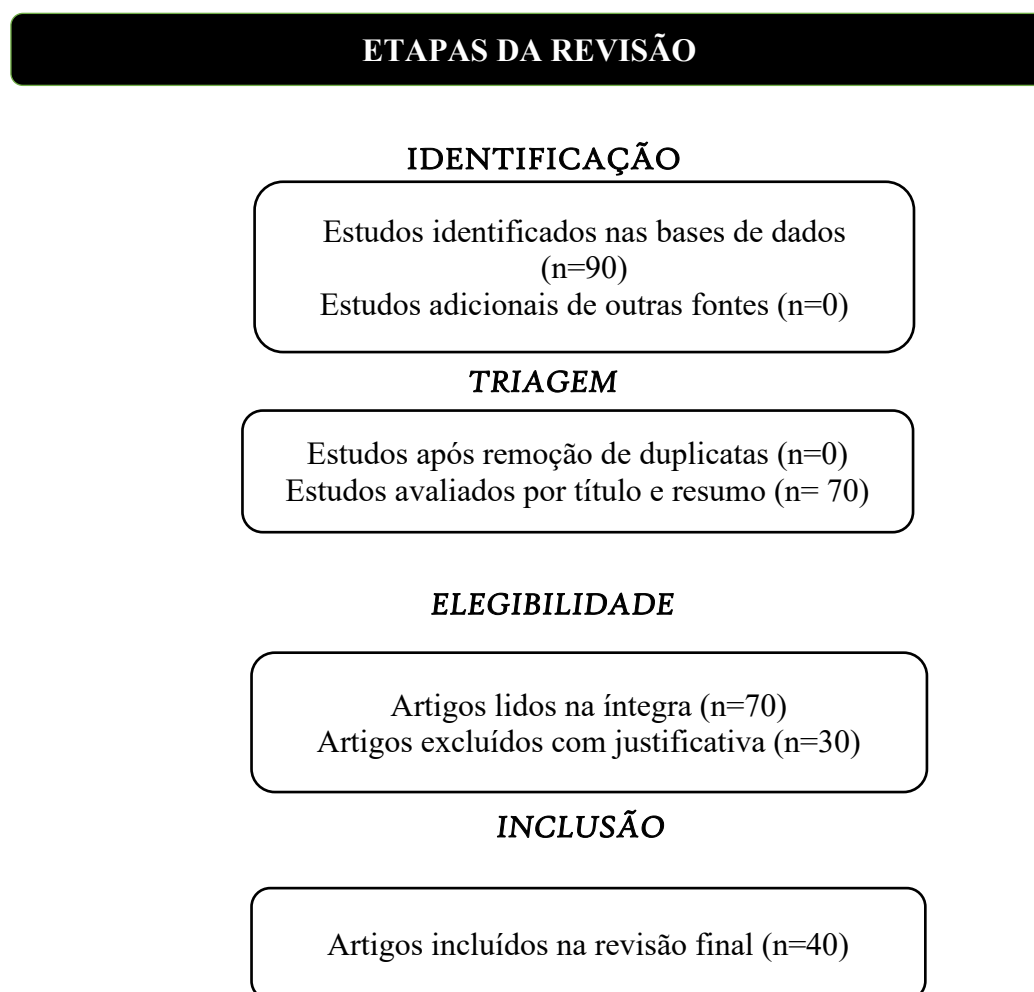 ETAPAS DA REVISÃO
IDENTIFICAÇÃO
Estudos identificados nas bases de dados
(n=90)
Estudos adicionais de outras fontes (n=0)
TRIAGEM
Estudos após remoção de duplicatas (n=0)
Estudos avaliados por título e resumo (n= 70)
ELEGIBILIDADE
Artigos lidos na íntegra (n=70)
Artigos excluídos com justificativa (n=30)
INCLUSÃO
Artigos incluídos na revisão final (n=40)